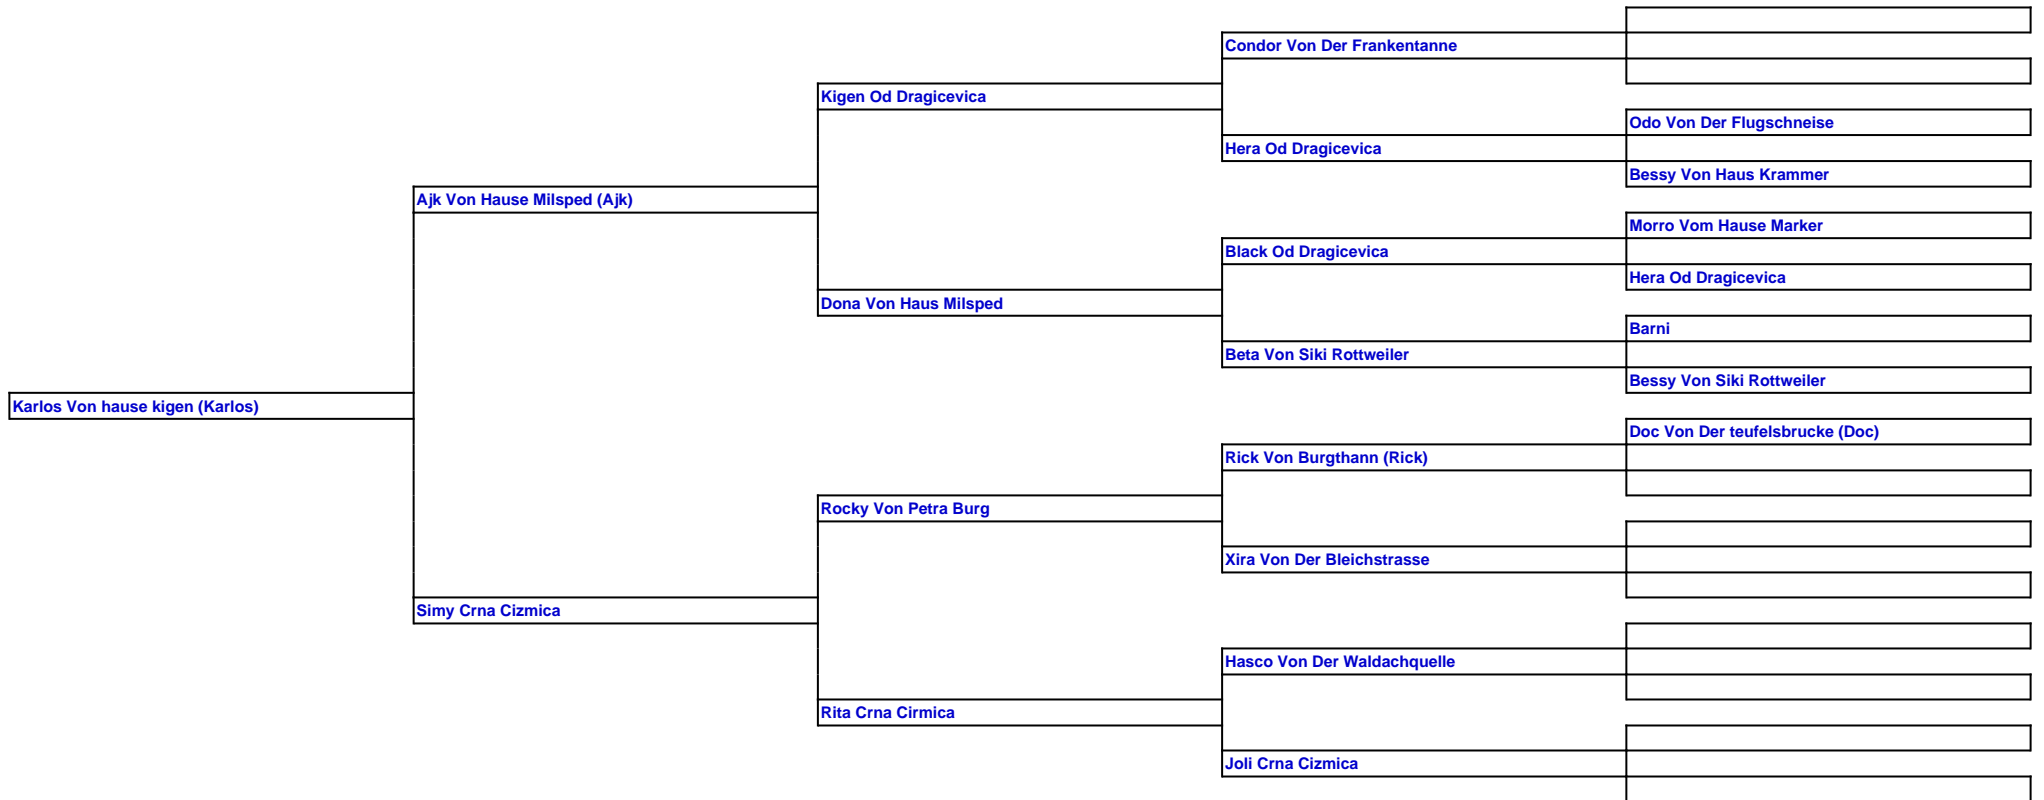 Condor Von Der Frankentanne
Kigen Od Dragicevica
Odo Von Der Flugschneise
Hera Od Dragicevica
Bessy Von Haus Krammer
Ajk Von Hause Milsped (Ajk)
Morro Vom Hause Marker
Black Od Dragicevica
Hera Od Dragicevica
Dona Von Haus Milsped
Barni
Beta Von Siki Rottweiler
Bessy Von Siki Rottweiler
Karlos Von hause kigen (Karlos)
Doc Von Der teufelsbrucke (Doc)
Rick Von Burgthann (Rick)
Rocky Von Petra Burg
Xira Von Der Bleichstrasse
Simy Crna Cizmica
Hasco Von Der Waldachquelle
Rita Crna Cirmica
Joli Crna Cizmica